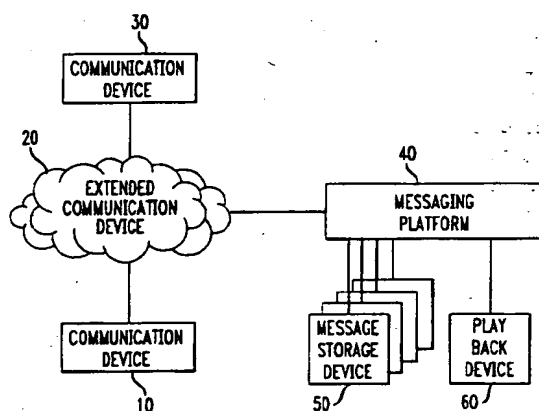 30
COMMUNICATION
DEVICE
20
EXTENDED
COMMUNICATION
DEVICE
40
MESSAGING
PLATFORM
COMMUNICATION
DEVICE
10
MESSAGE
STORAGE
DEVICE
50
PLAY
BACK
DEVICE
60